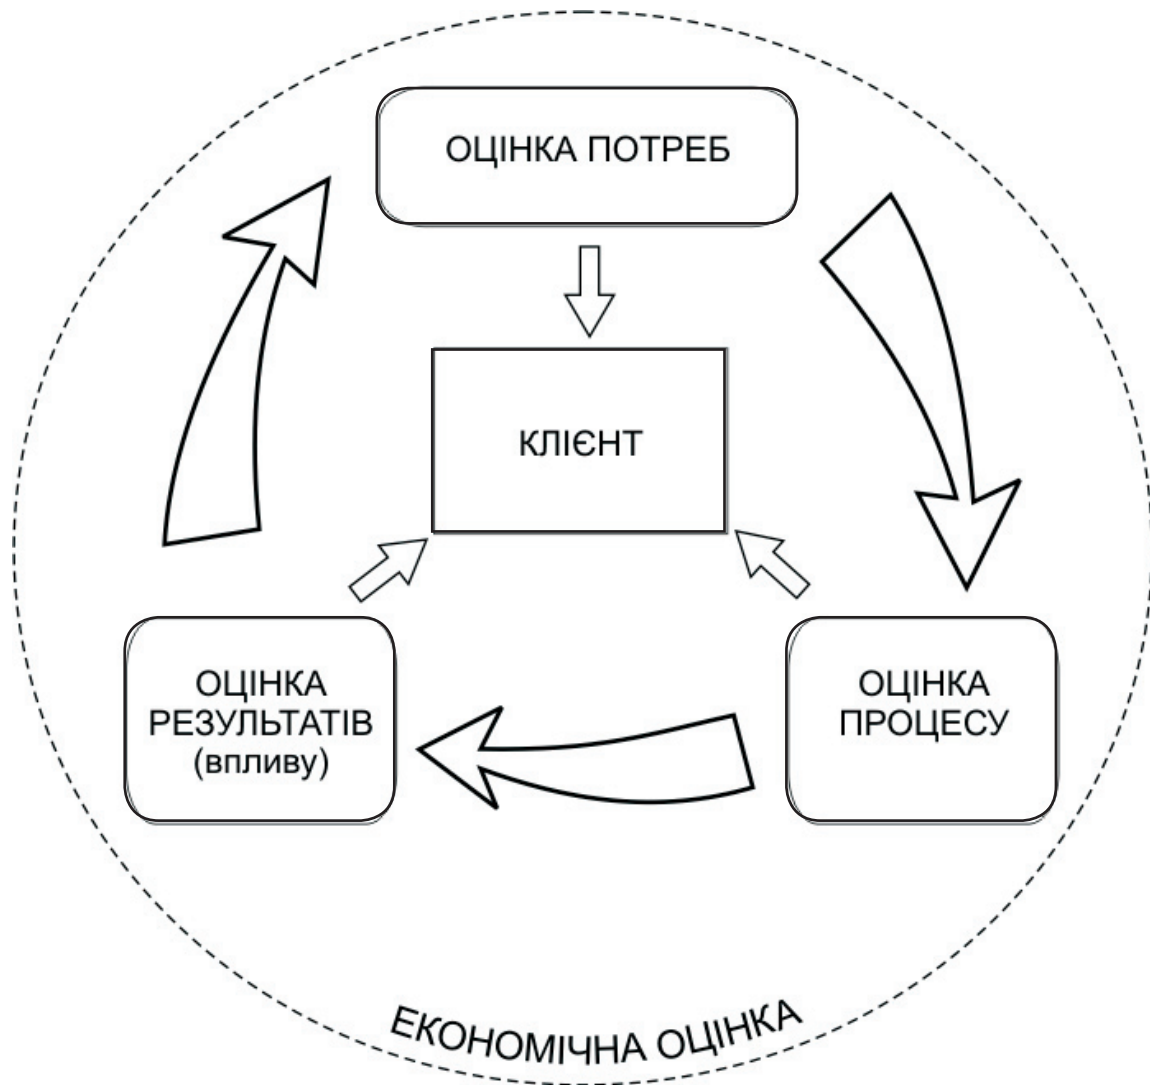 ОЦІНКА ПОТРЕБ
КЛІЄНТ
ОЦІНКА
РЕЗУЛЬТАТІВ
(впливу)
ОЦІНКА
ПРОЦЕСУ
ЕКОНОМІЧНА ОЦІНКА